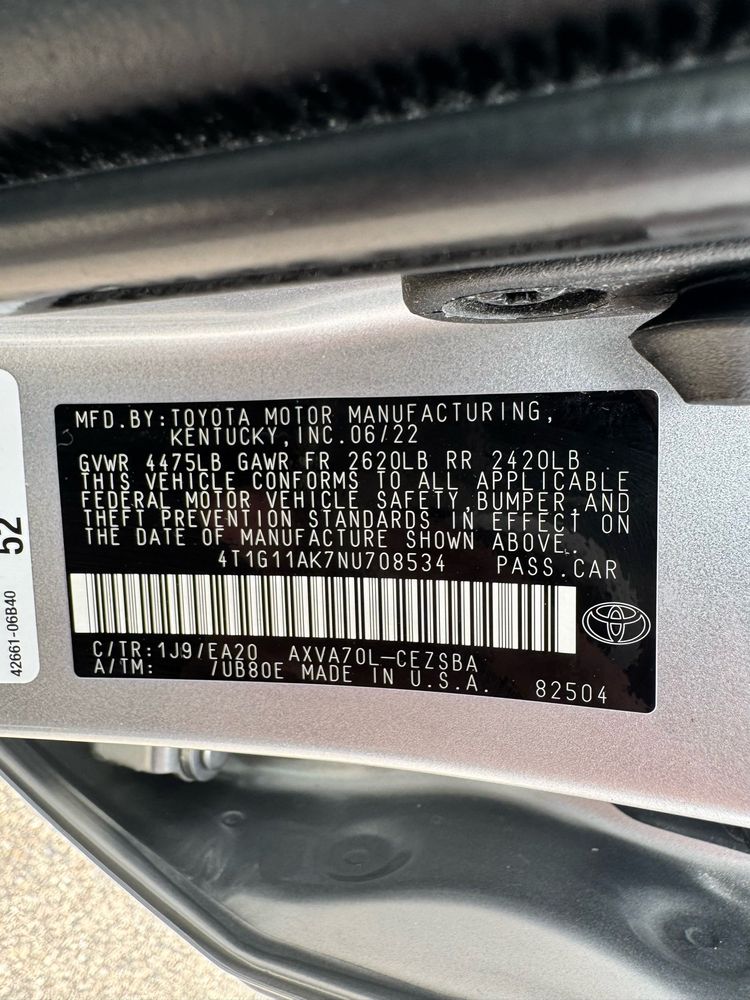 MFD.BY:TOYOTA MOTOR MANUFACTURING,
KENTUCKY,INC.06/22
GVWR 4475LB GAWR FR 2620LB RR 2420LB
THIS VEHICLE CONFORMS TO ALL APPLICABLE
FEDERAL MOTOR VEHICLE SAFETY,BUMPER,AND
THEFT PREVENTION STANDARDS IN EFFECT ON
THE DATE OF MANUFACTURE SHOWN ABOVE.
4T1G11AK7NU708534 PASS.CAR
C/TR:1J9/EA20 AXVA70L-CEZSBA
A/TM: 7UB80E MADE IN U.S.A. 82504
52
42661-06B40